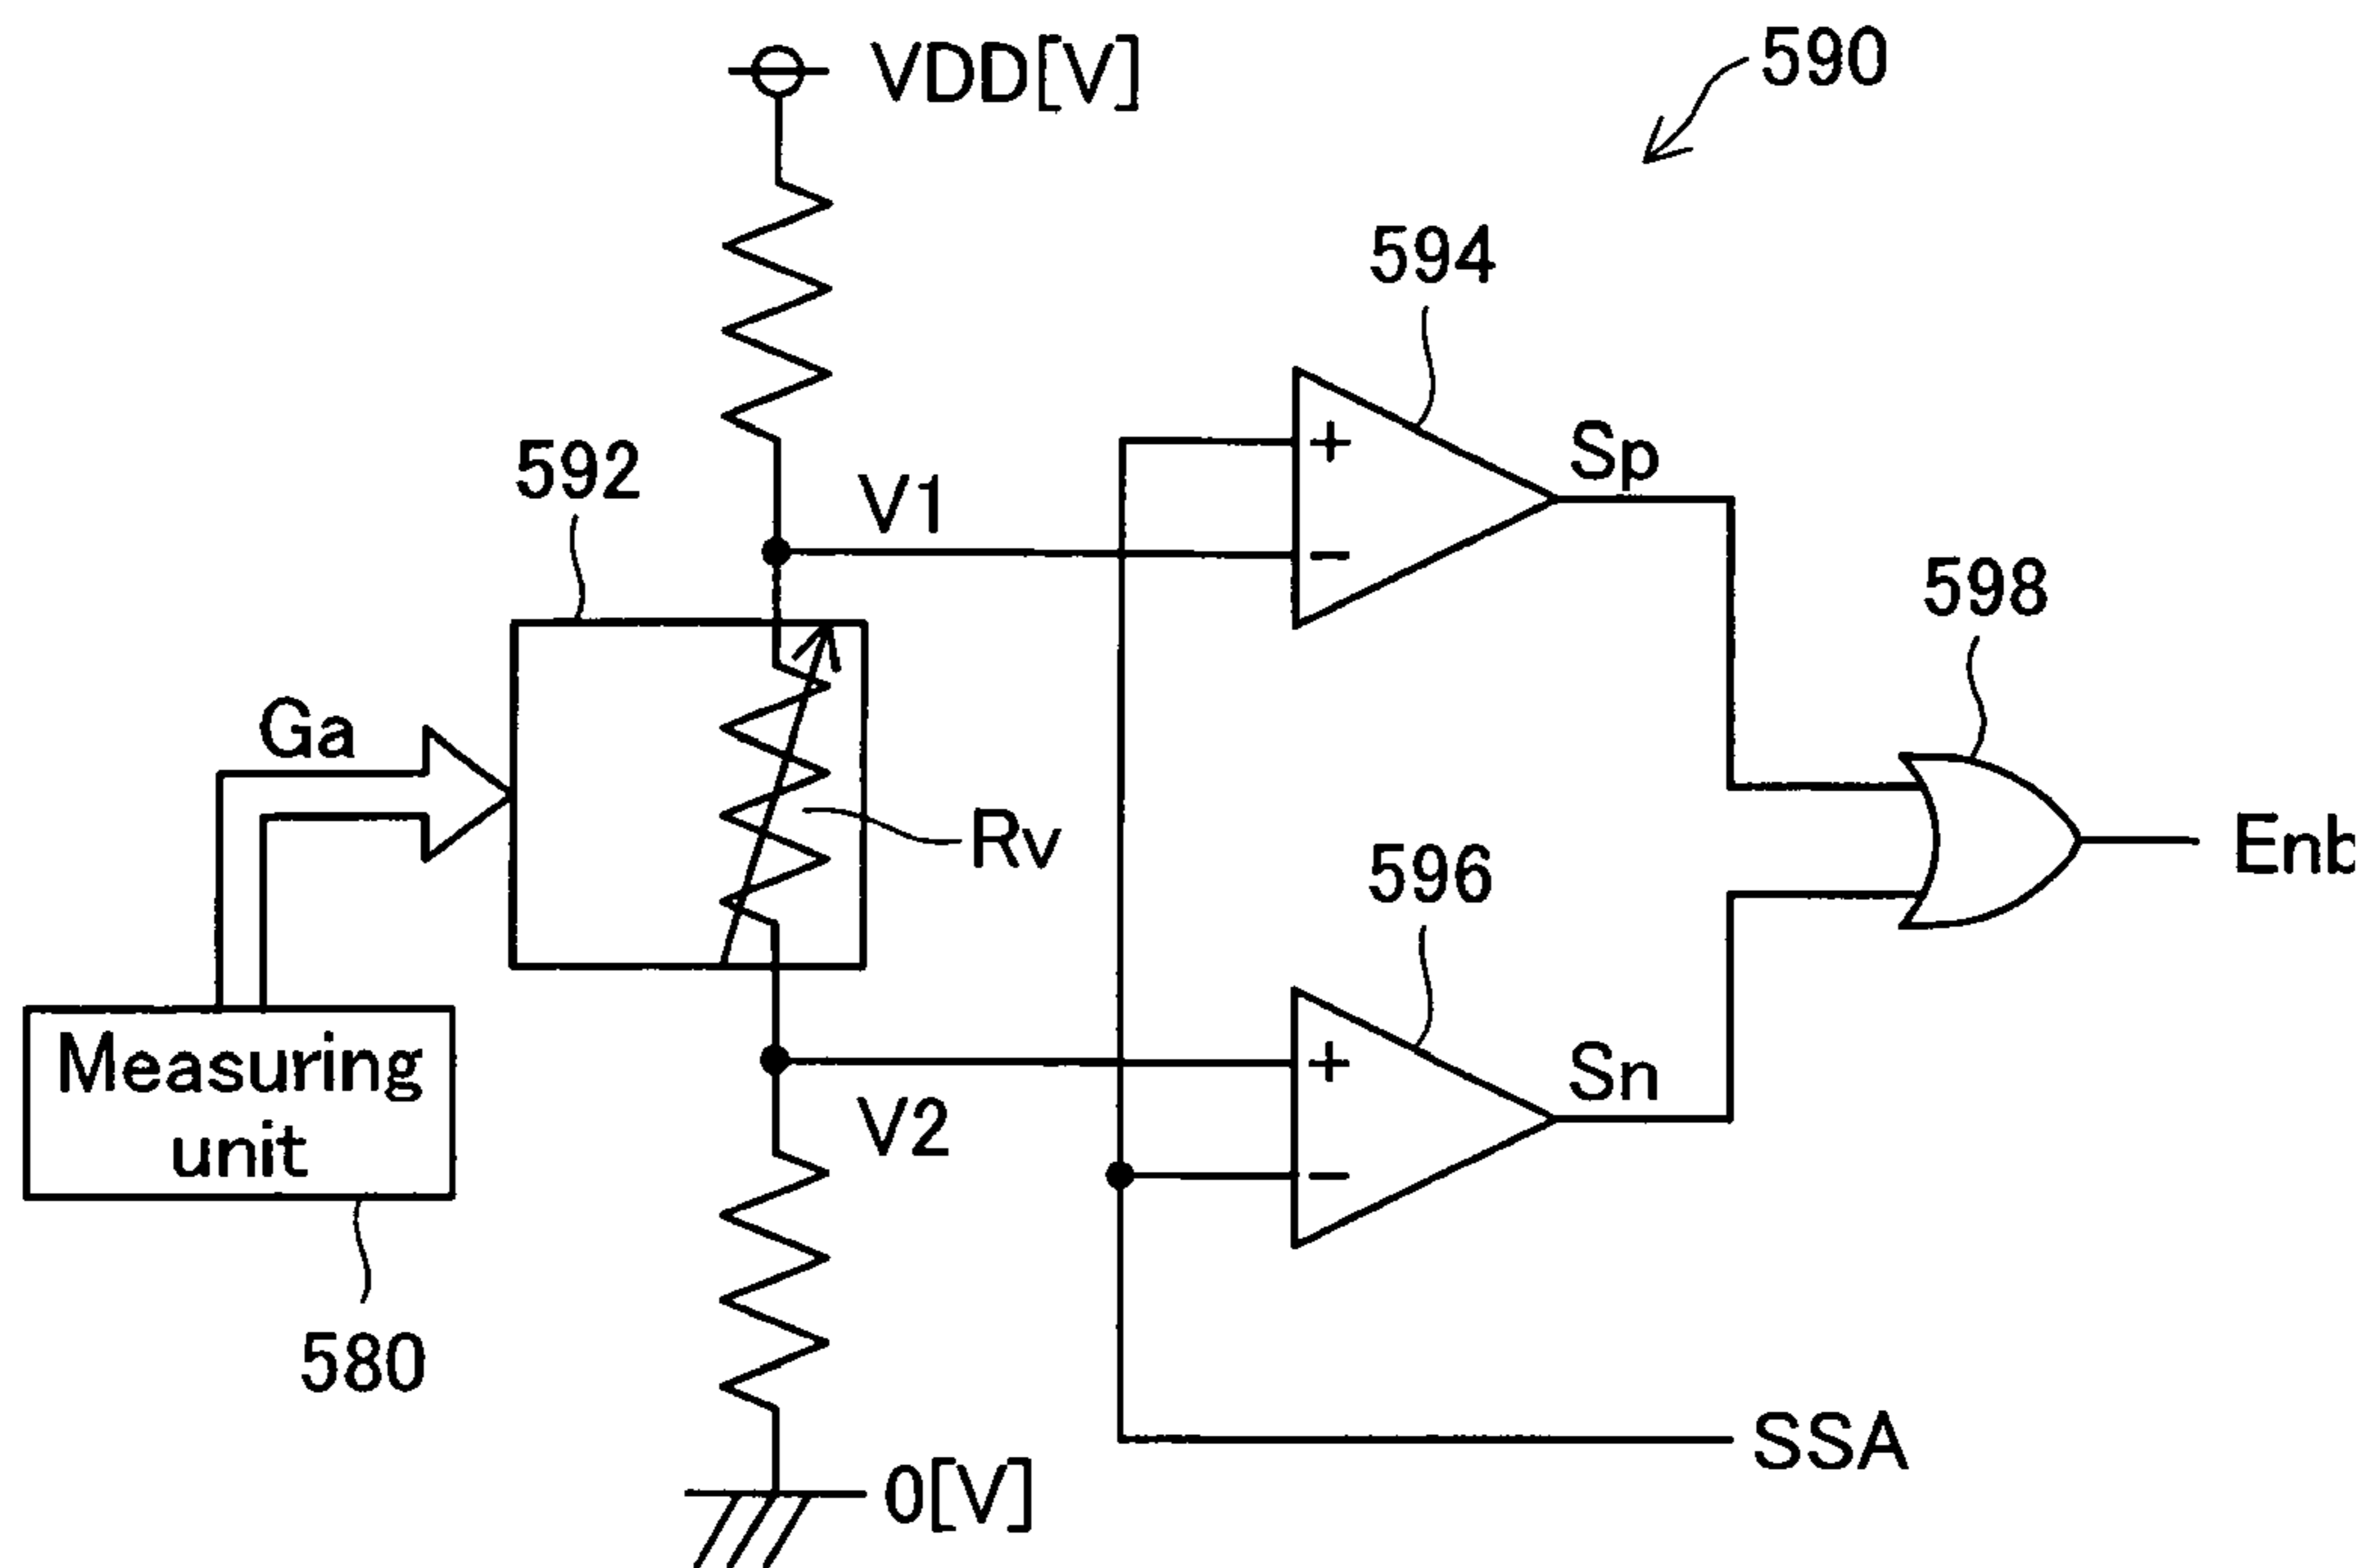 VDD[V]
590
594
Sp
592
V1
+
−
598
Ga
Rv
Enb
596
Measuring
unit
+
Sn
V2
−
580
SSA
0[V]